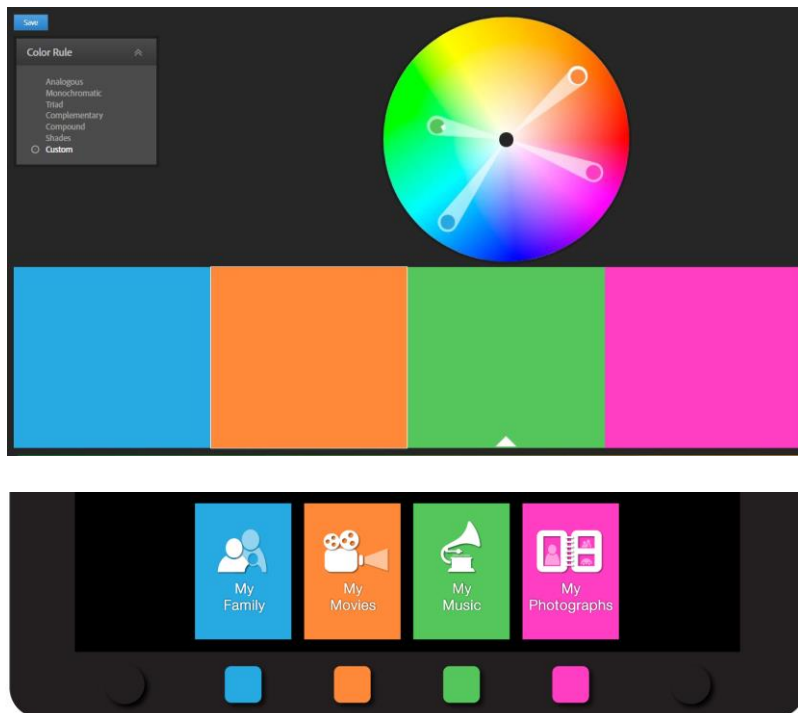 Save
Color Rule
Analogous
Monochromatic
Triad
Complementary
Compound
Shades
Custom
My
Family
My
Movies
My
Music
My
Photographs